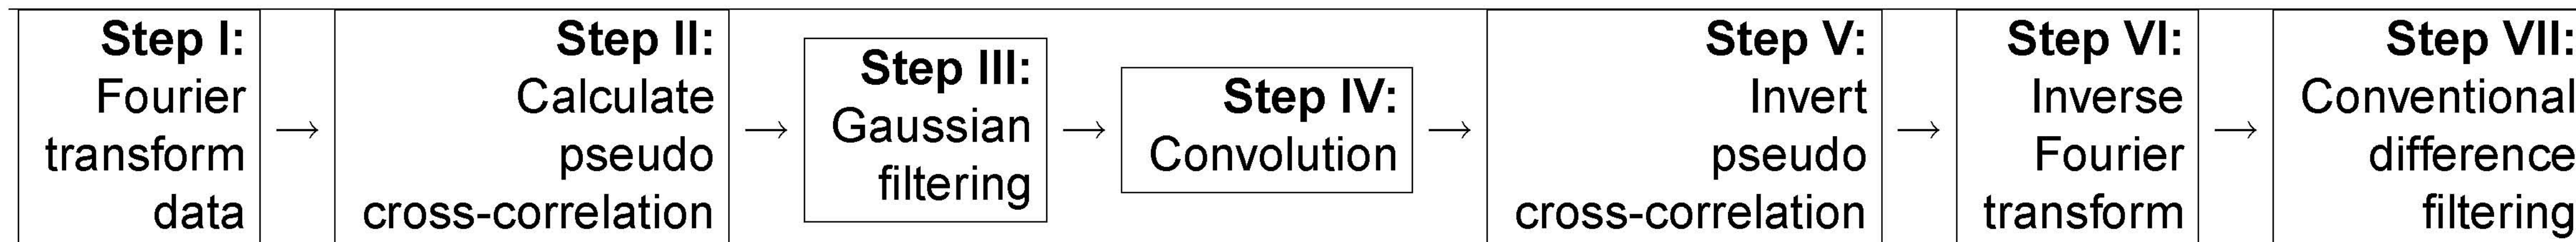 Step I:
Fourier
transform
data
→
Step II:
Calculate
pseudo
cross-correlation
→
Step III:
Gaussian
filtering
→
Step IV:
Convolution
→
Step V:
Invert
pseudo
cross-correlation
→
Step VI:
Inverse
Fourier
transform
→
Step VII:
Conventional
difference
filtering